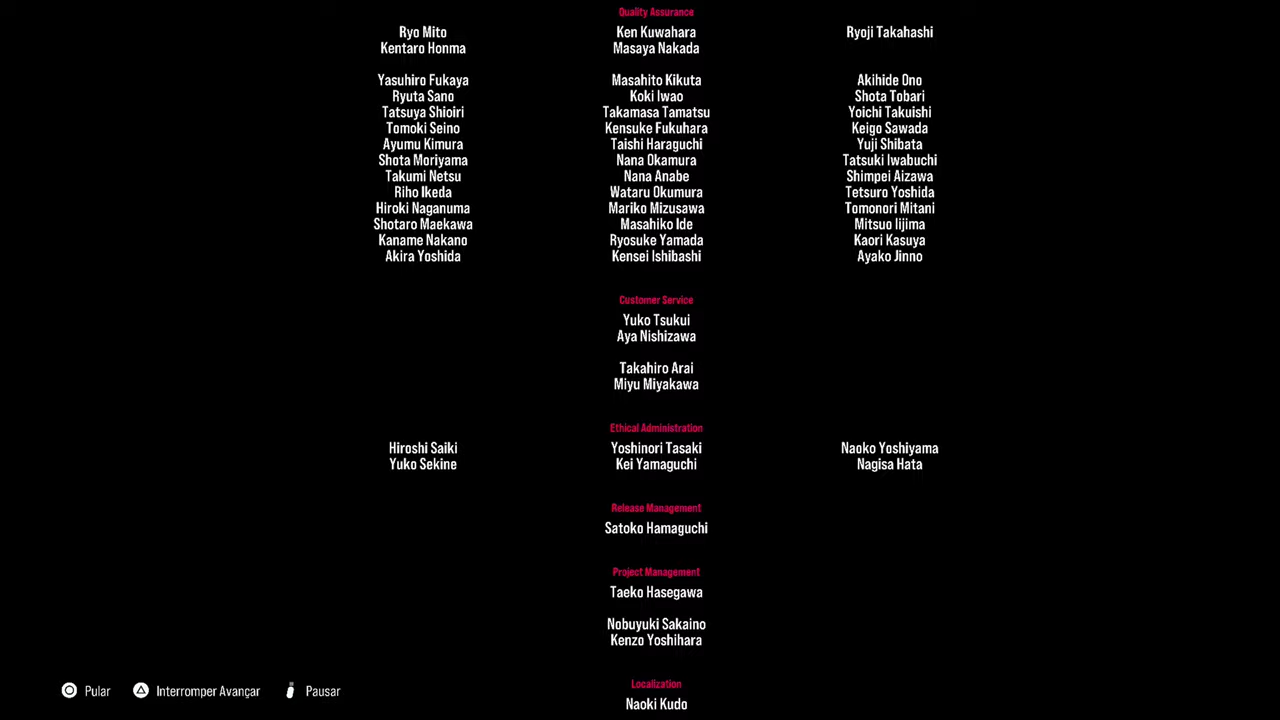 Quality Assurance
Ryo Mito Ken Kuwahara Ryoji Takahashi
Kentaro Honma Masaya Nakada
Yasuhiro Fukaya Masahito Kikuta Akihide Ono
Ryuta Sano Koki Iwao Shota Tobari
Tatsuya Shioiri Takamasa Tamatsu Yoichi Takuishi
Tomoki Seino Kensuke Fukuhara Keigo Sawada
Ayumu Kimura Taishi Haraguchi Yuji Shibata
Shota Moriyama Nana Okamura Tatsuki Iwabuchi
Takumi Netsu Nana Anabe Shimpei Aizawa
Riho Ikeda Wataru Okumura Tetsuro Yoshida
Hiroki Naganuma Mariko Mizusawa Tomonori Mitani
Shotaro Maekawa Masahiko Ide Mitsuo Iijima
Kaname Nakano Ryosuke Yamada Kaori Kasuya
Akira Yoshida Kensei Ishibashi Ayako Jinno
Customer Service
Yuko Tsukui
Aya Nishizawa
Takahiro Arai
Miyu Miyakawa
Ethical Administration
Hiroshi Saiki Yoshinori Tasaki Naoko Yoshiyama
Yuko Sekine Kei Yamaguchi Nagisa Hata
Release Management
Satoko Hamaguchi
Project Management
Taeko Hasegawa
Nobuyuki Sakaino
Kenzo Yoshihara
Localization
Naoki Kudo
Pular Interromper Avançar Pausar